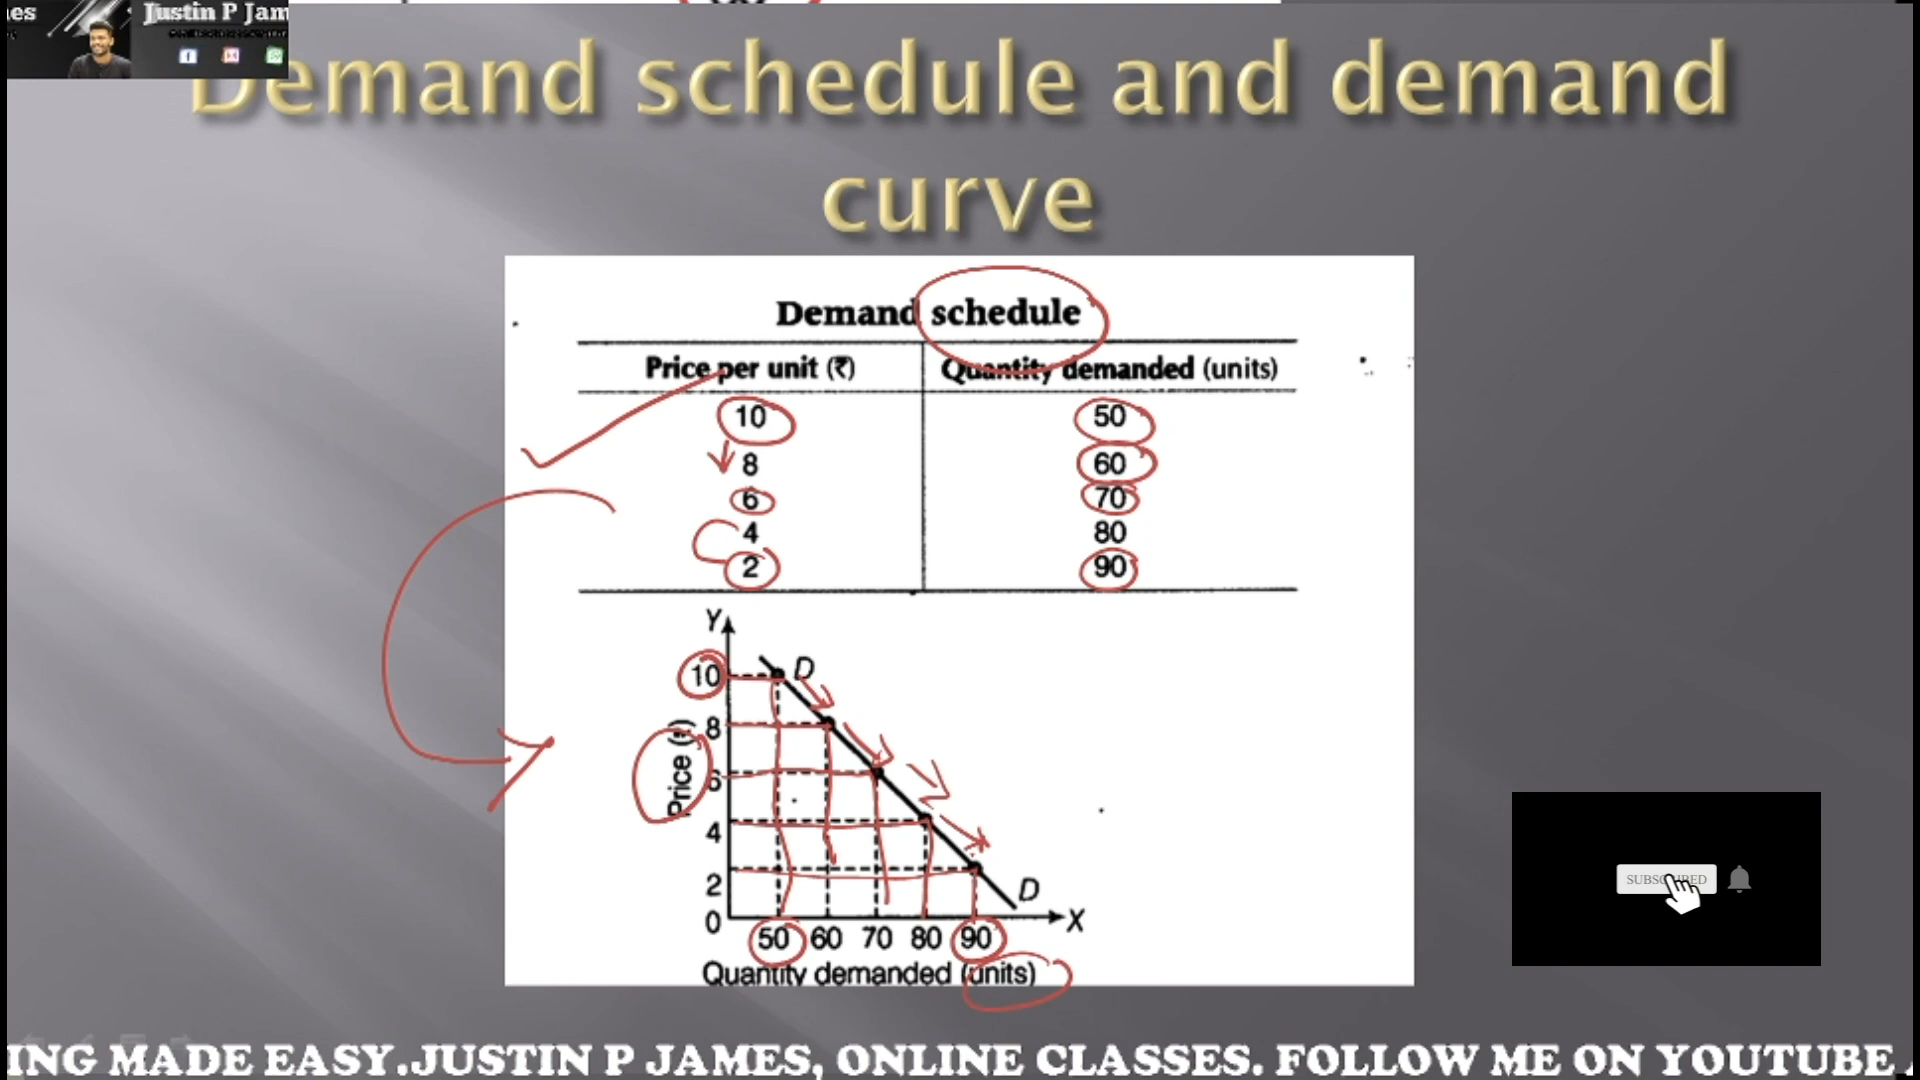 es
Justin P Jam
Demand schedule and demand
curve
Demand schedule
Price per unit (₹) Quantity demanded (units)
10 50
8 60
6 70
4 80
2 90
Y
10 D
8
6
4
2 D
0 X
Price (₹)
50 60 70 80 90
Quantity demanded (units)
SUBSCRIBED
ING MADE EASY.JUSTIN P JAMES, ONLINE CLASSES. FOLLOW ME ON YOUTUBE